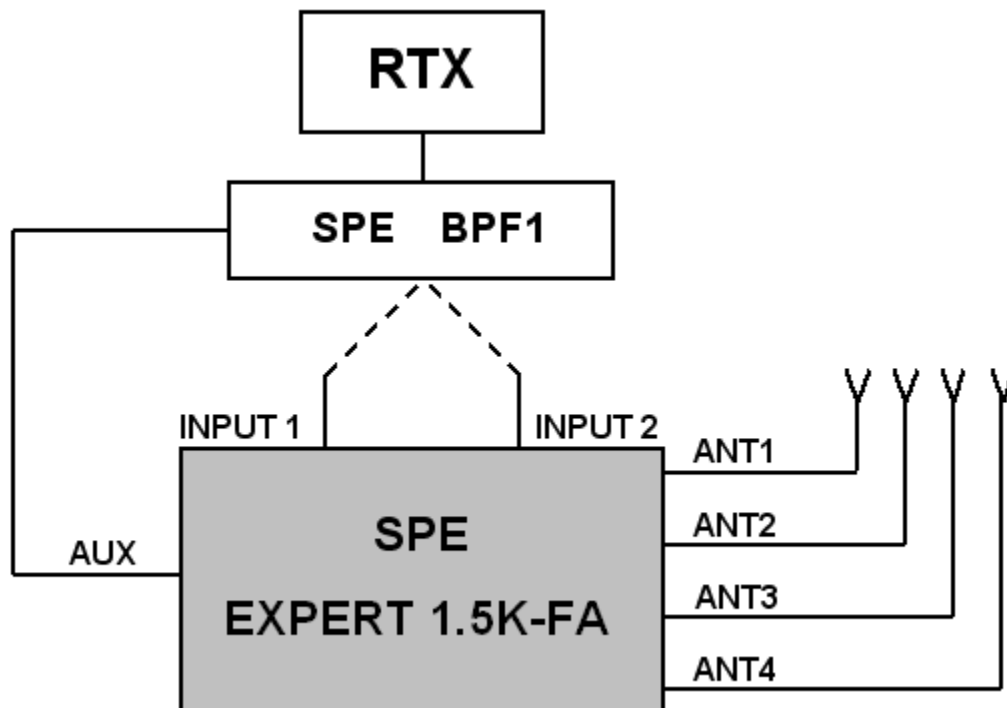 RTX
SPE BPF1
INPUT 1
INPUT 2
ANT1
SPE
ANT2
AUX
EXPERT 1.5K-FA
ANT3
ANT4